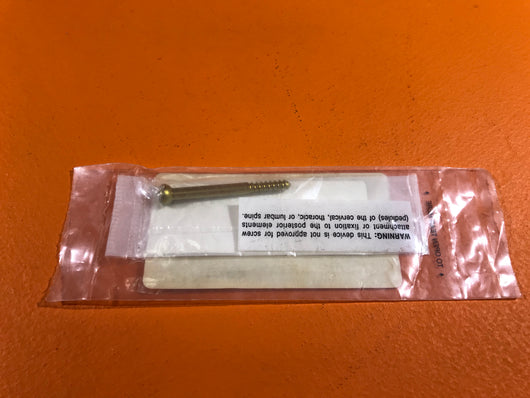 WARNING: This device is not approved for screw
attachment or fixation to the posterior elements
(pedicles) of the cervical, thoracic, or lumbar spine.